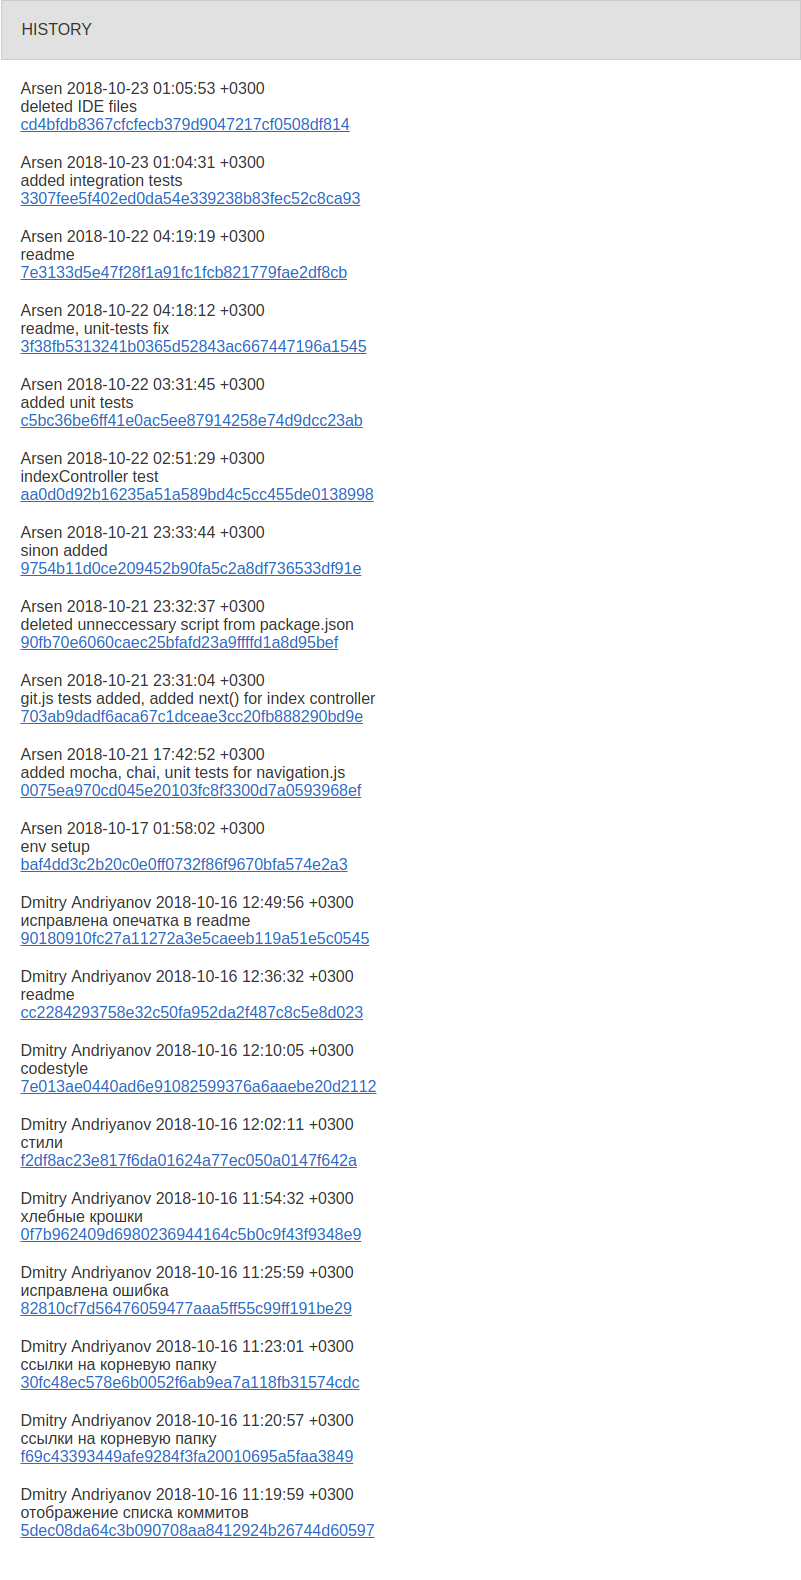 HISTORY
Arsen 2018-10-23 01:05:53 +0300
deleted IDE files
cd4bfdb8367cfcfecb379d9047217cf0508df814
Arsen 2018-10-23 01:04:31 +0300
added integration tests
3307fee5f402ed0da54e339238b83fec52c8ca93
Arsen 2018-10-22 04:19:19 +0300
readme
7e3133d5e47f28f1a91fc1fcb821779fae2df8cb
Arsen 2018-10-22 04:18:12 +0300
readme, unit-tests fix
3f38fb5313241b0365d52843ac667447196a1545
Arsen 2018-10-22 03:31:45 +0300
added unit tests
c5bc36be6ff41e0ac5ee87914258e74d9dcc23ab
Arsen 2018-10-22 02:51:29 +0300
indexController test
aa0d0d92b16235a51a589bd4c5cc455de0138998
Arsen 2018-10-21 23:33:44 +0300
sinon added
9754b11d0ce209452b90fa5c2a8df736533df91e
Arsen 2018-10-21 23:32:37 +0300
deleted unneccessary script from package.json
90fb70e6060caec25bfafd23a9ffffd1a8d95bef
Arsen 2018-10-21 23:31:04 +0300
git.js tests added, added next() for index controller
703ab9dadf6aca67c1dceae3cc20fb888290bd9e
Arsen 2018-10-21 17:42:52 +0300
added mocha, chai, unit tests for navigation.js
0075ea970cd045e20103fc8f3300d7a0593968ef
Arsen 2018-10-17 01:58:02 +0300
env setup
baf4dd3c2b20c0e0ff0732f86f9670bfa574e2a3
Dmitry Andriyanov 2018-10-16 12:49:56 +0300
исправлена опечатка в readme
90180910fc27a11272a3e5caeeb119a51e5c0545
Dmitry Andriyanov 2018-10-16 12:36:32 +0300
readme
cc2284293758e32c50fa952da2f487c8c5e8d023
Dmitry Andriyanov 2018-10-16 12:10:05 +0300
codestyle
7e013ae0440ad6e91082599376a6aaebe20d2112
Dmitry Andriyanov 2018-10-16 12:02:11 +0300
стили
f2df8ac23e817f6da01624a77ec050a0147f642a
Dmitry Andriyanov 2018-10-16 11:54:32 +0300
хлебные крошки
0f7b962409d6980236944164c5b0c9f43f9348e9
Dmitry Andriyanov 2018-10-16 11:25:59 +0300
исправлена ошибка
82810cf7d56476059477aaa5ff55c99ff191be29
Dmitry Andriyanov 2018-10-16 11:23:01 +0300
ссылки на корневую папку
30fc48ec578e6b0052f6ab9ea7a118fb31574cdc
Dmitry Andriyanov 2018-10-16 11:20:57 +0300
ссылки на корневую папку
f69c43393449afe9284f3fa20010695a5faa3849
Dmitry Andriyanov 2018-10-16 11:19:59 +0300
отображение списка коммитов
5dec08da64c3b090708aa8412924b26744d60597